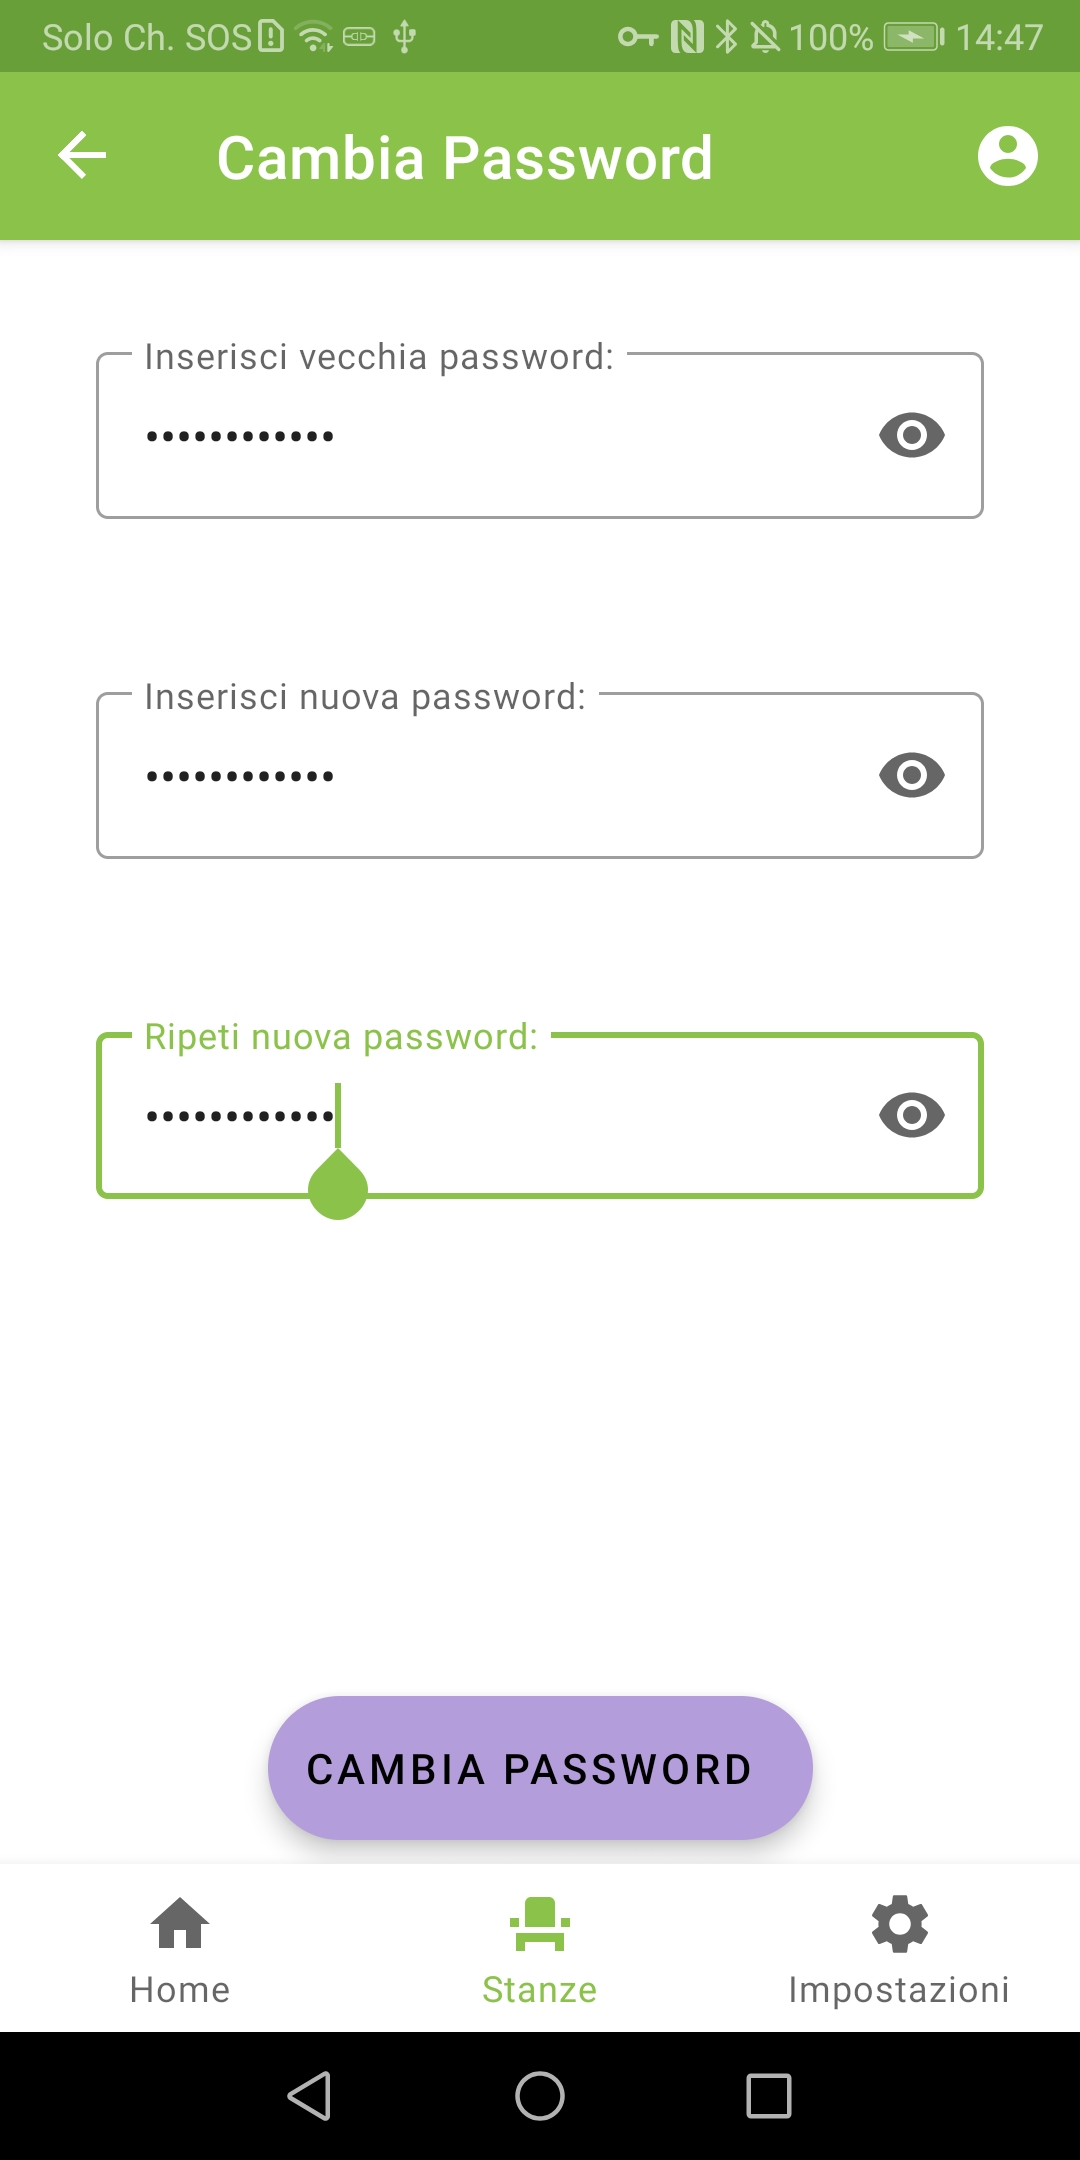 Solo Ch. SOS 100% 14:47
Cambia Password
Inserisci vecchia password:
••••••••••••
Inserisci nuova password:
••••••••••••
Ripeti nuova password:
••••••••••••
CAMBIA PASSWORD
Home Stanze Impostazioni